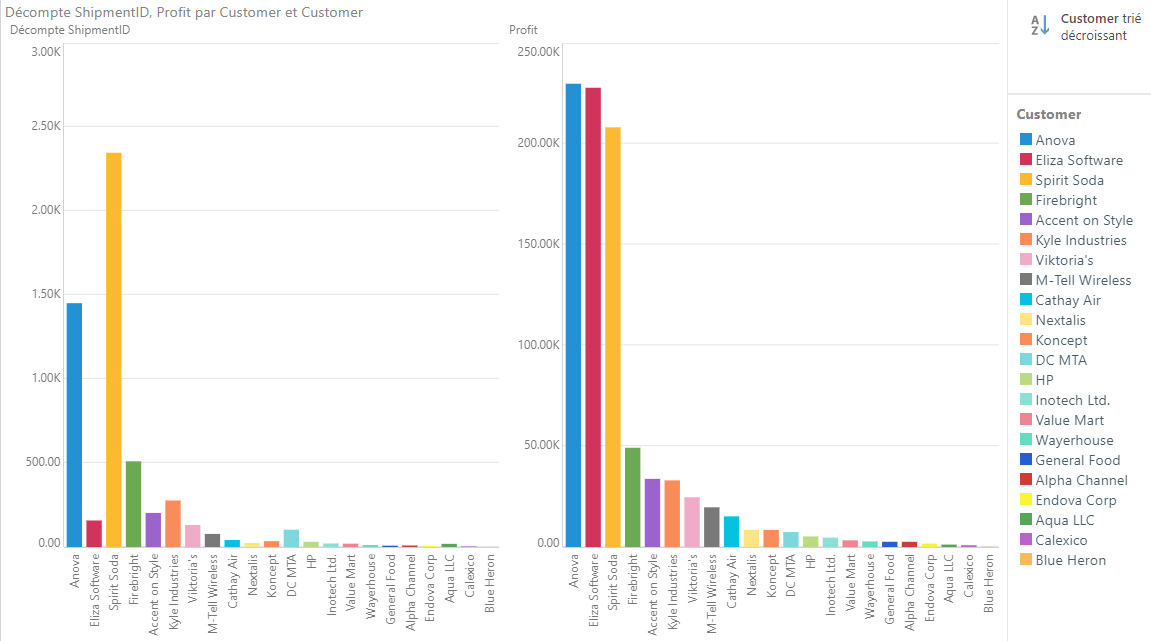 Décompte ShipmentID, Profit par Customer et Customer
Décompte ShipmentID
3.00K
2.50K
2.00K
1.50K
1.00K
500.00
0.00
Anova
Eliza Software
Spirit Soda
Firebright
Accent on Style
Kyle Industries
Viktoria's
M-Tell Wireless
Cathay Air
Nextalis
Koncept
DC MTA
HP
Inotech Ltd.
Value Mart
Wayerhouse
General Food
Alpha Channel
Endova Corp
Aqua LLC
Calexico
Blue Heron
Profit
250.00K
200.00K
150.00K
100.00K
50.00K
0.00
Anova
Eliza Software
Spirit Soda
Firebright
Accent on Style
Kyle Industries
Viktoria's
M-Tell Wireless
Cathay Air
Nextalis
Koncept
DC MTA
HP
Inotech Ltd.
Value Mart
Wayerhouse
General Food
Alpha Channel
Endova Corp
Aqua LLC
Calexico
Blue Heron
A
Z
Customer trié
décroissant
Customer
Anova
Eliza Software
Spirit Soda
Firebright
Accent on Style
Kyle Industries
Viktoria's
M-Tell Wireless
Cathay Air
Nextalis
Koncept
DC MTA
HP
Inotech Ltd.
Value Mart
Wayerhouse
General Food
Alpha Channel
Endova Corp
Aqua LLC
Calexico
Blue Heron